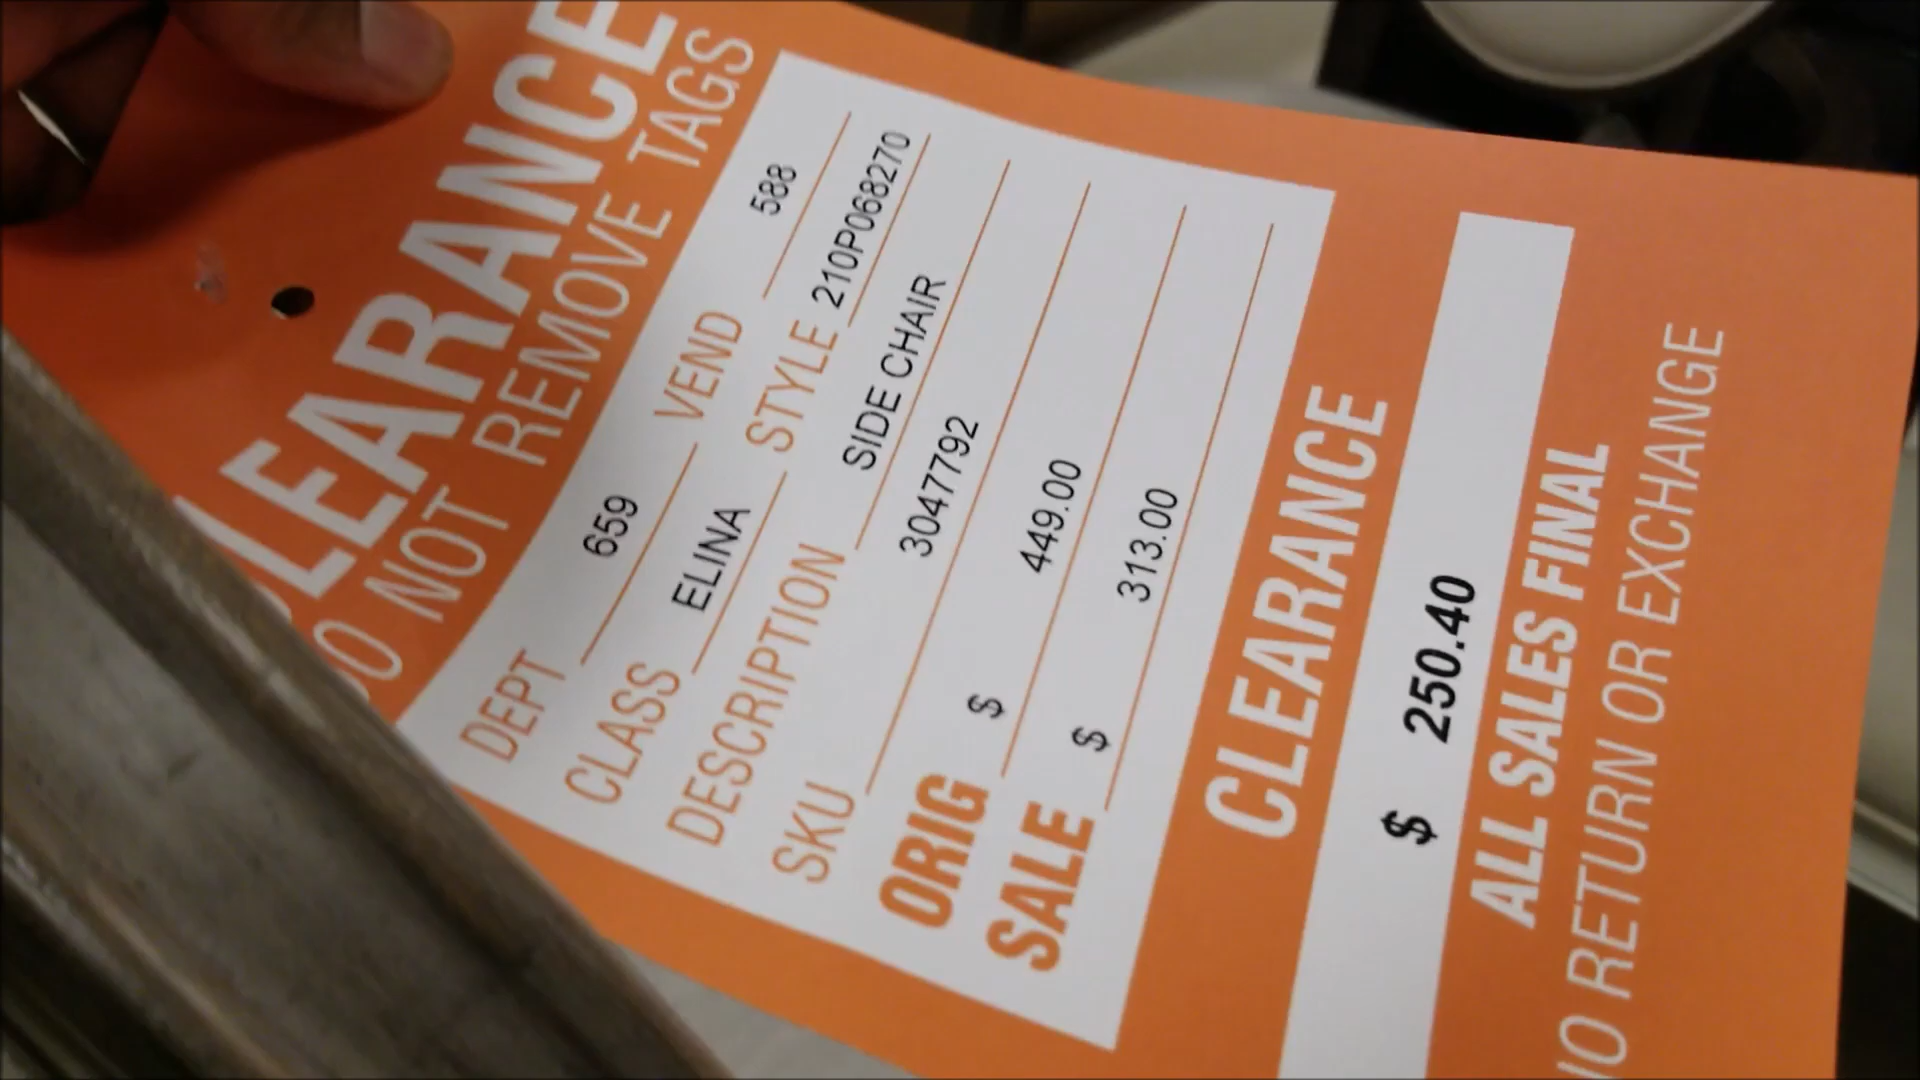 CLEARANCE
DO NOT REMOVE TAGS
DEPT 659 VEND 588
CLASS ELINA STYLE 210P068270
DESCRIPTION SIDE CHAIR
SKU 3047792
ORIG $ 449.00
SALE $ 313.00
CLEARANCE
$ 250.40
ALL SALES FINAL
NO RETURN OR EXCHANGE